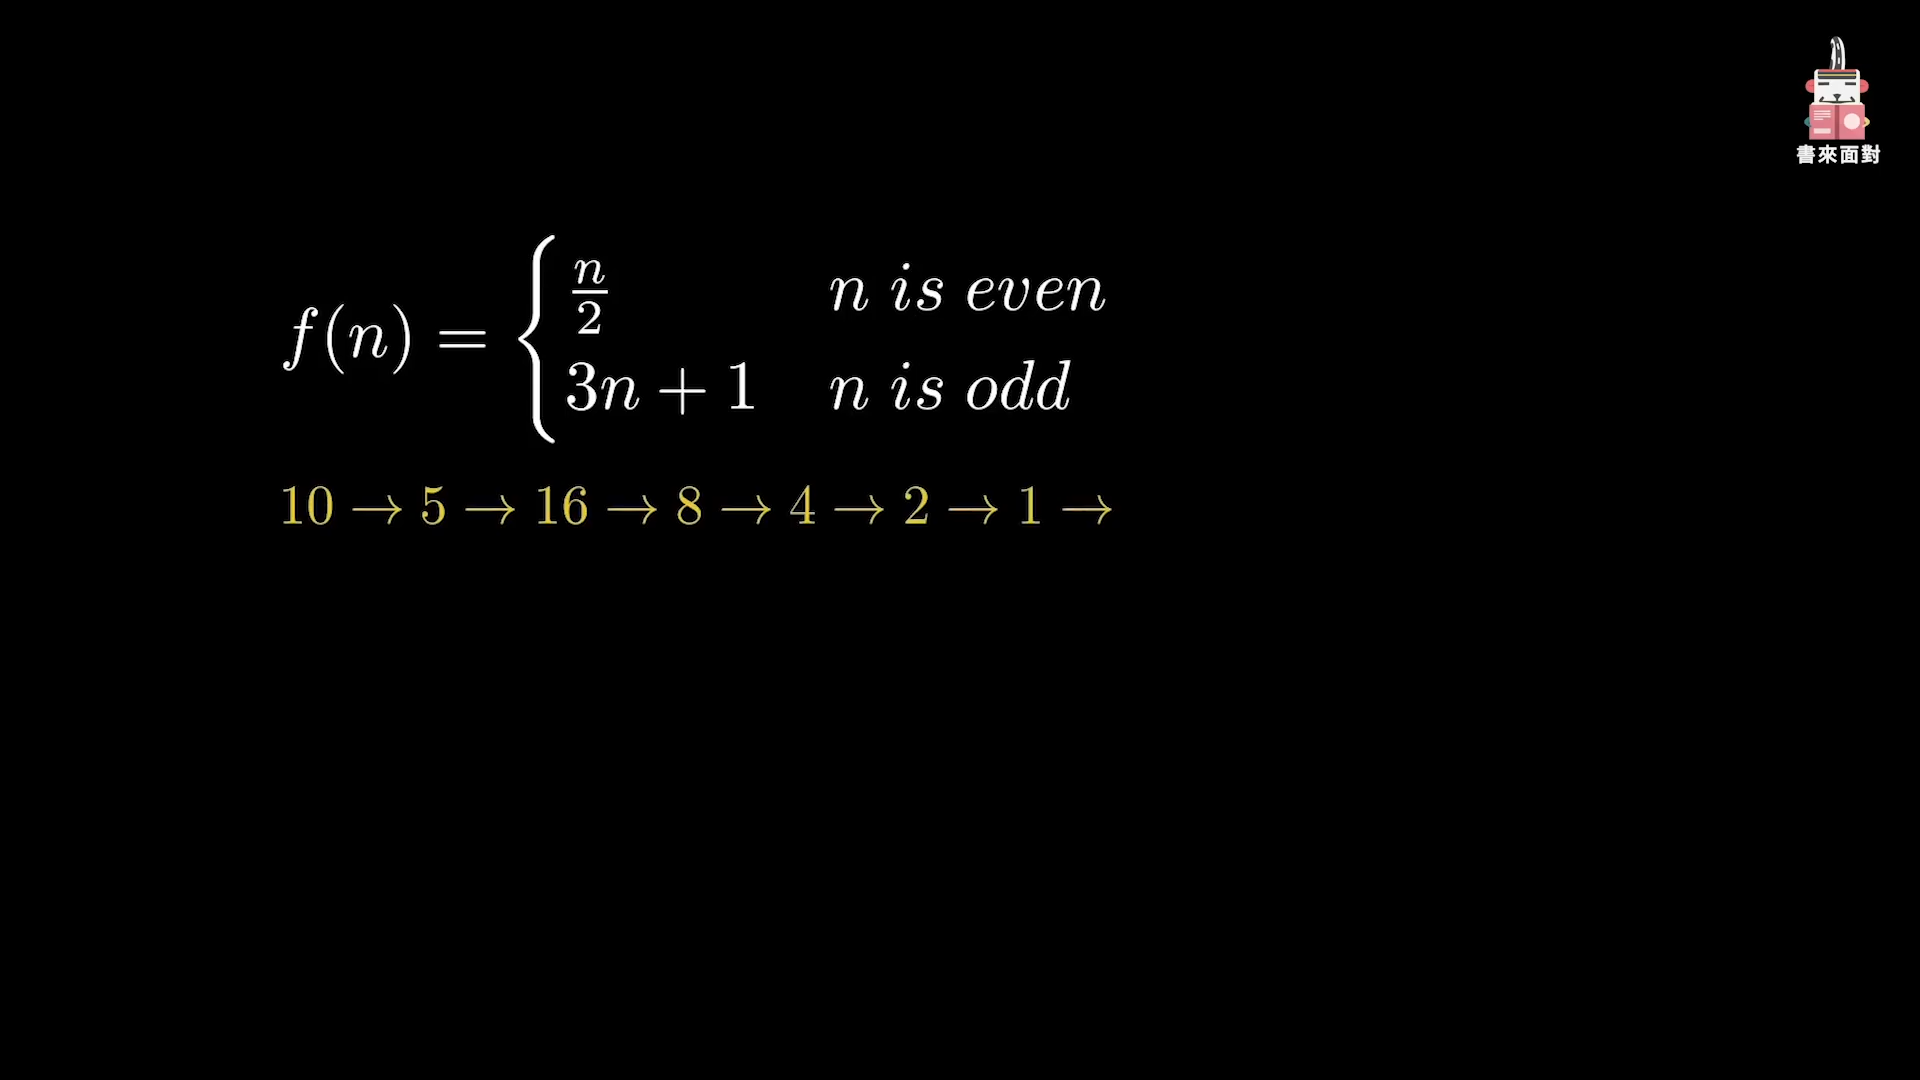 書來面對
f(n) = { n/2 n is even
3n + 1 n is odd
10 → 5 → 16 → 8 → 4 → 2 → 1 →